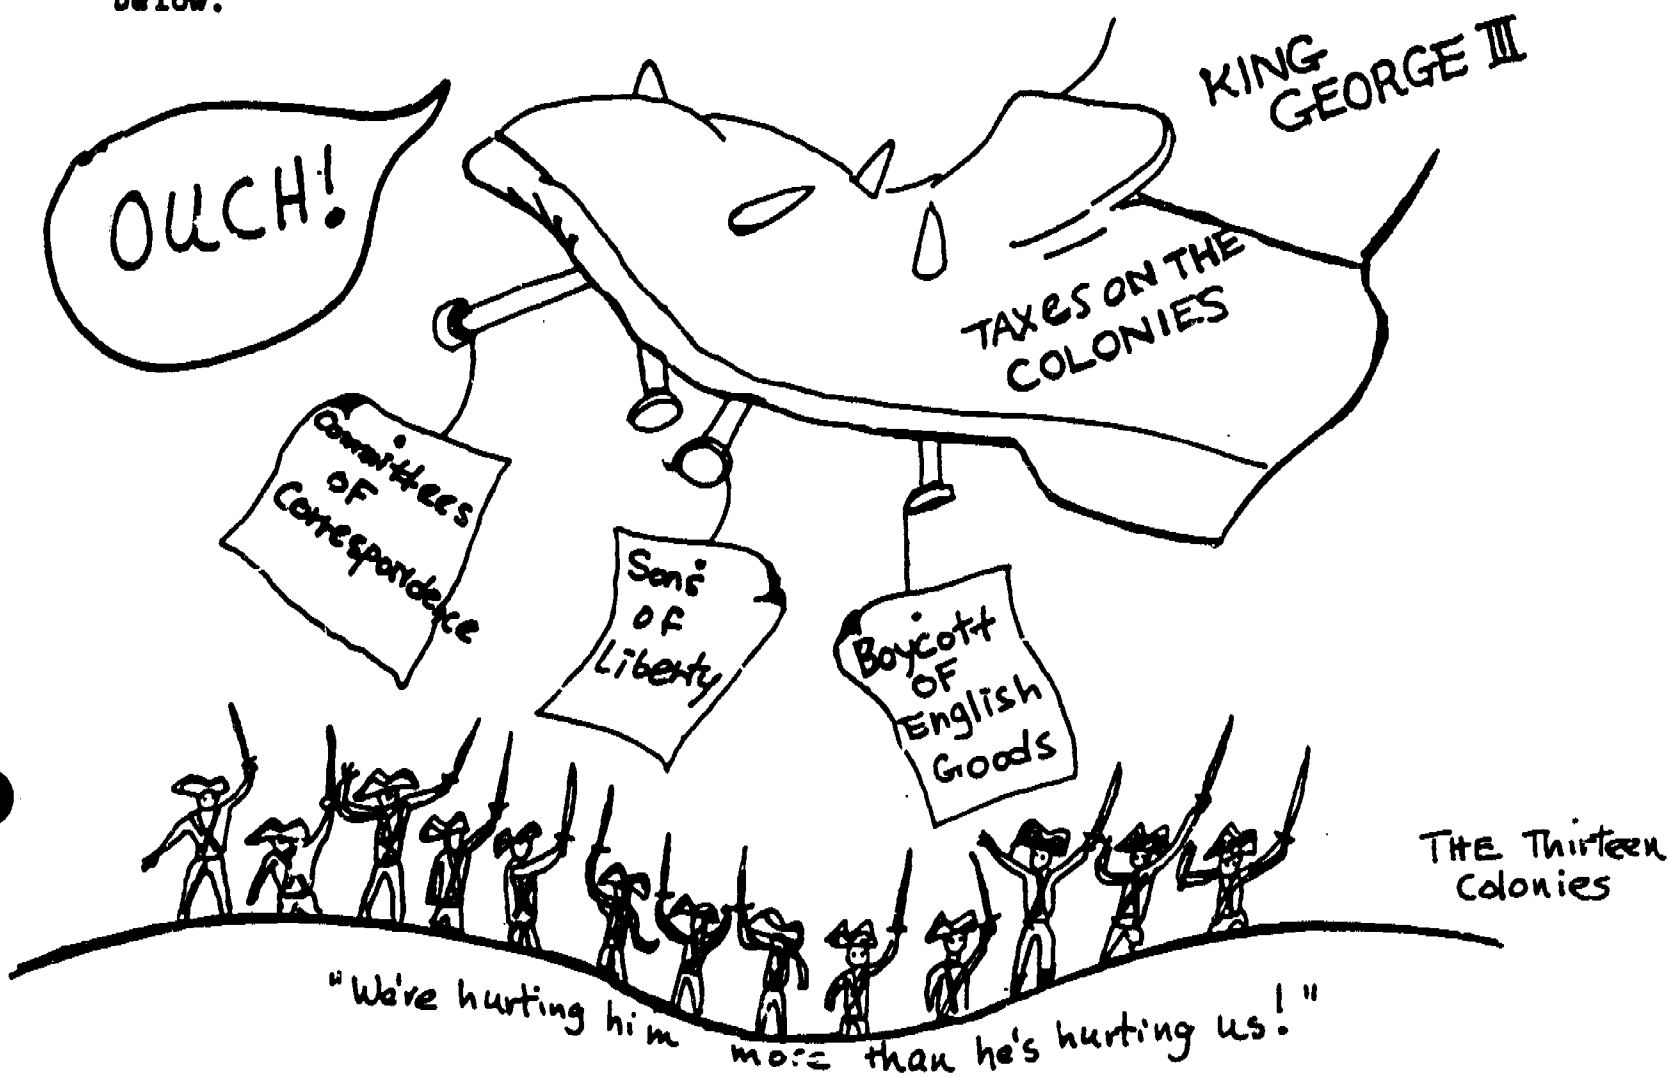 below.
KING
GEORGE III
OUCH!
TAXES ON THE
COLONIES
Committees
OF
Correspondence
Sons
OF
Liberty
Boycott
OF
English
Goods
THE Thirteen
Colonies
"We're hurting him more than he's hurting us!"